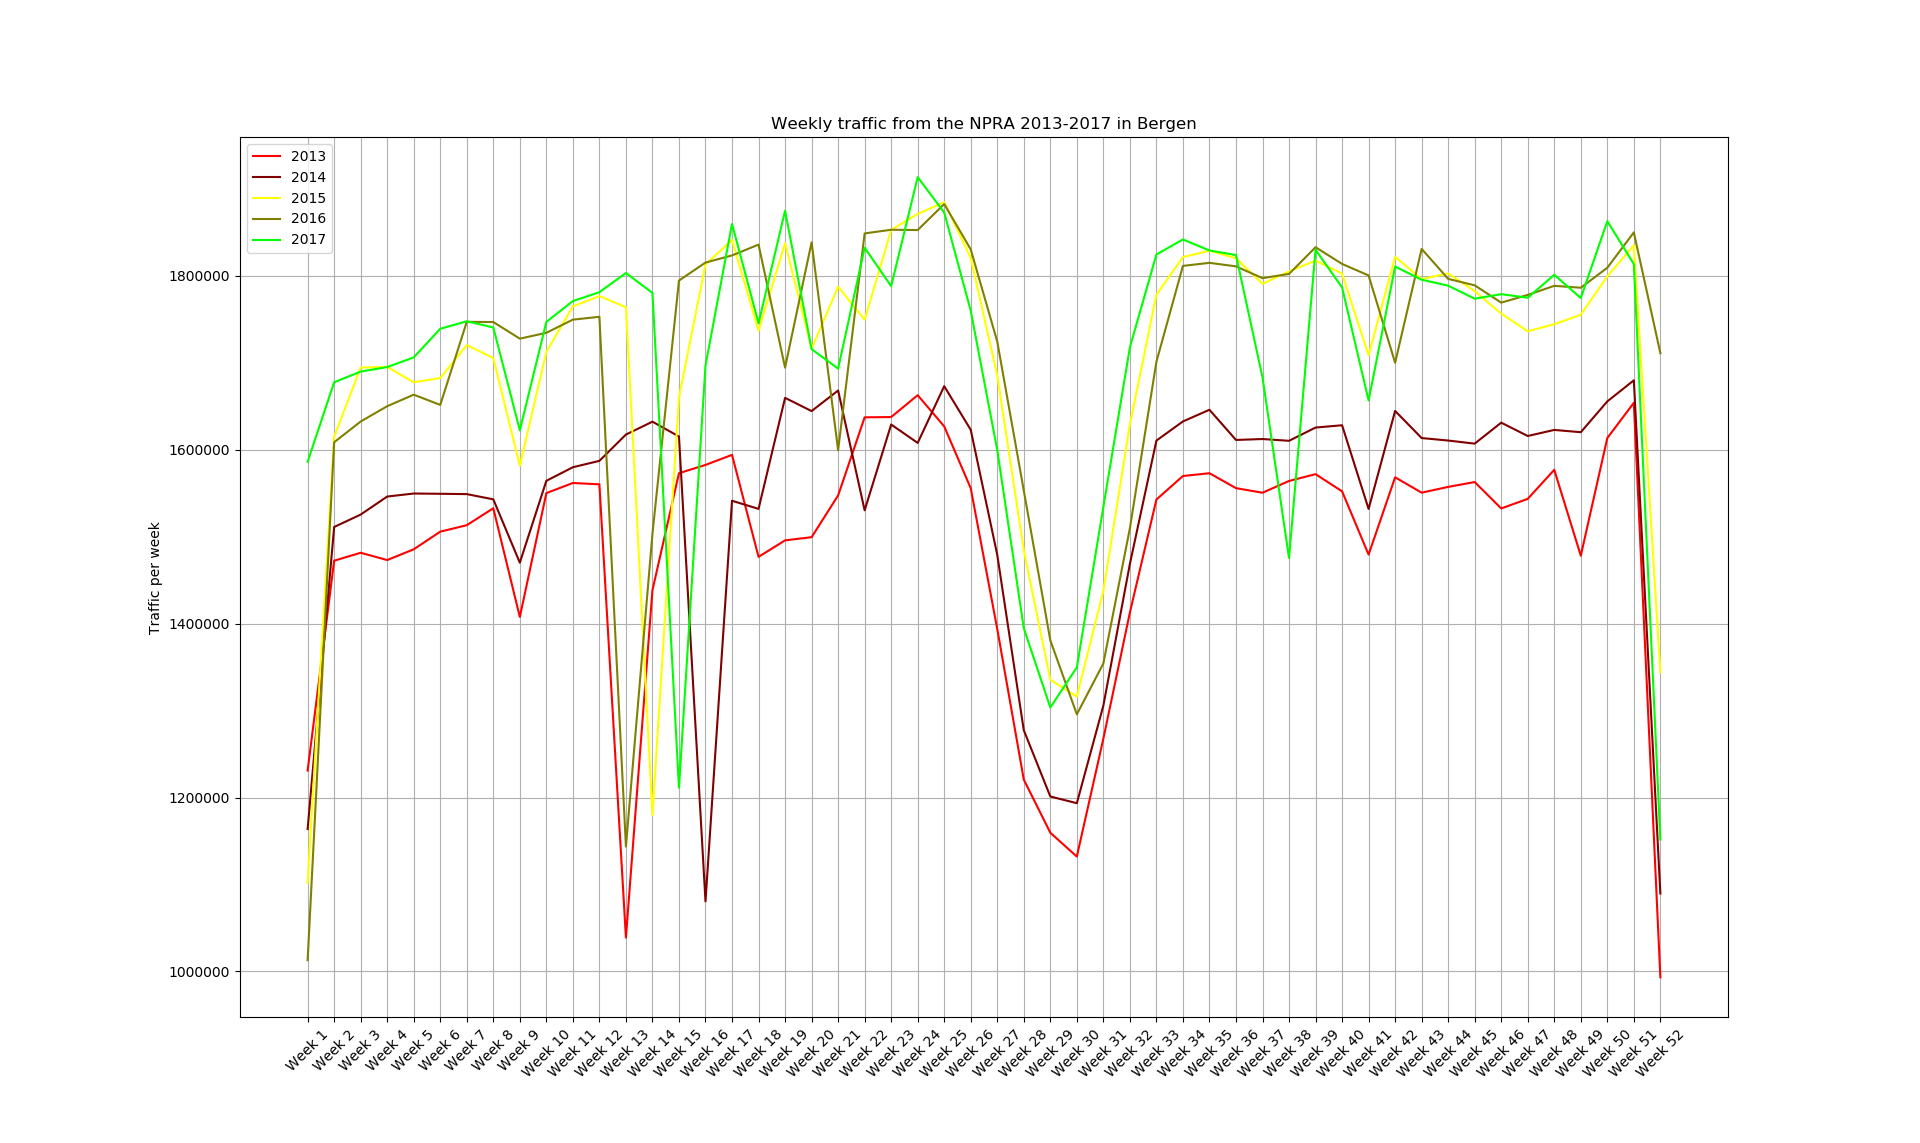 Weekly traffic from the NPRA 2013-2017 in Bergen
2013
2014
2015
2016
2017
1800000
1600000
1400000
1200000
1000000
Traffic per week
Week 1
Week 2
Week 3
Week 4
Week 5
Week 6
Week 7
Week 8
Week 9
Week 10
Week 11
Week 12
Week 13
Week 14
Week 15
Week 16
Week 17
Week 18
Week 19
Week 20
Week 21
Week 22
Week 23
Week 24
Week 25
Week 26
Week 27
Week 28
Week 29
Week 30
Week 31
Week 32
Week 33
Week 34
Week 35
Week 36
Week 37
Week 38
Week 39
Week 40
Week 41
Week 42
Week 43
Week 44
Week 45
Week 46
Week 47
Week 48
Week 49
Week 50
Week 51
Week 52